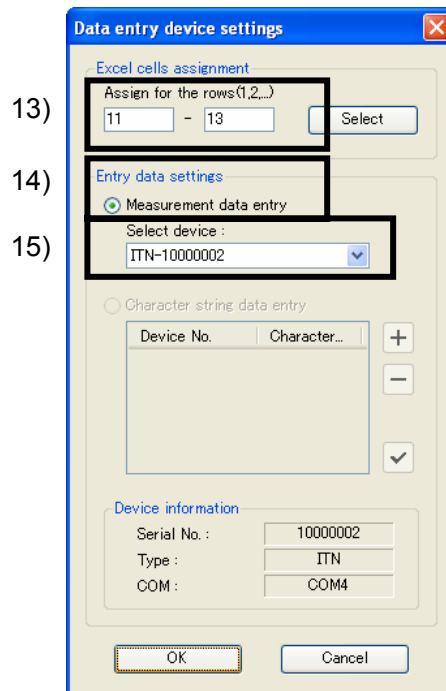 Data entry device settings
Excel cells assignment
Assign for the rows(1,2,...)
13)
11 - 13 Select
14)
Entry data settings
Measurement data entry
15)
Select device :
ITN-10000002
Character string data entry
Device No. Character...
Device information
Serial No. : 10000002
Type : ITN
COM : COM4
OK Cancel